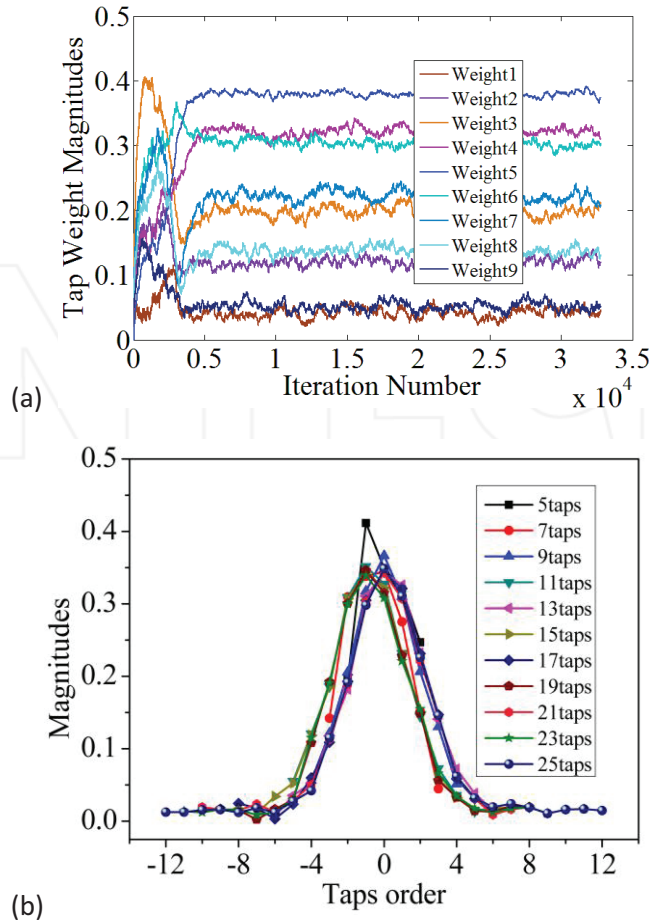 0.5
0.4
0.3
0.2
0.1
0
Tap Weight Magnitudes
Weight1
Weight2
Weight3
Weight4
Weight5
Weight6
Weight7
Weight8
Weight9
0 0.5 1 1.5 2 2.5 3 3.5
Iteration Number
x 10^4
(a)
0.5
0.4
0.3
0.1
0.0
Magnitudes
5taps
7taps
9taps
11taps
13taps
15taps
17taps
19taps
21taps
23taps
25taps
-12 -8 -4 0 4 8 12
Taps order
(b)